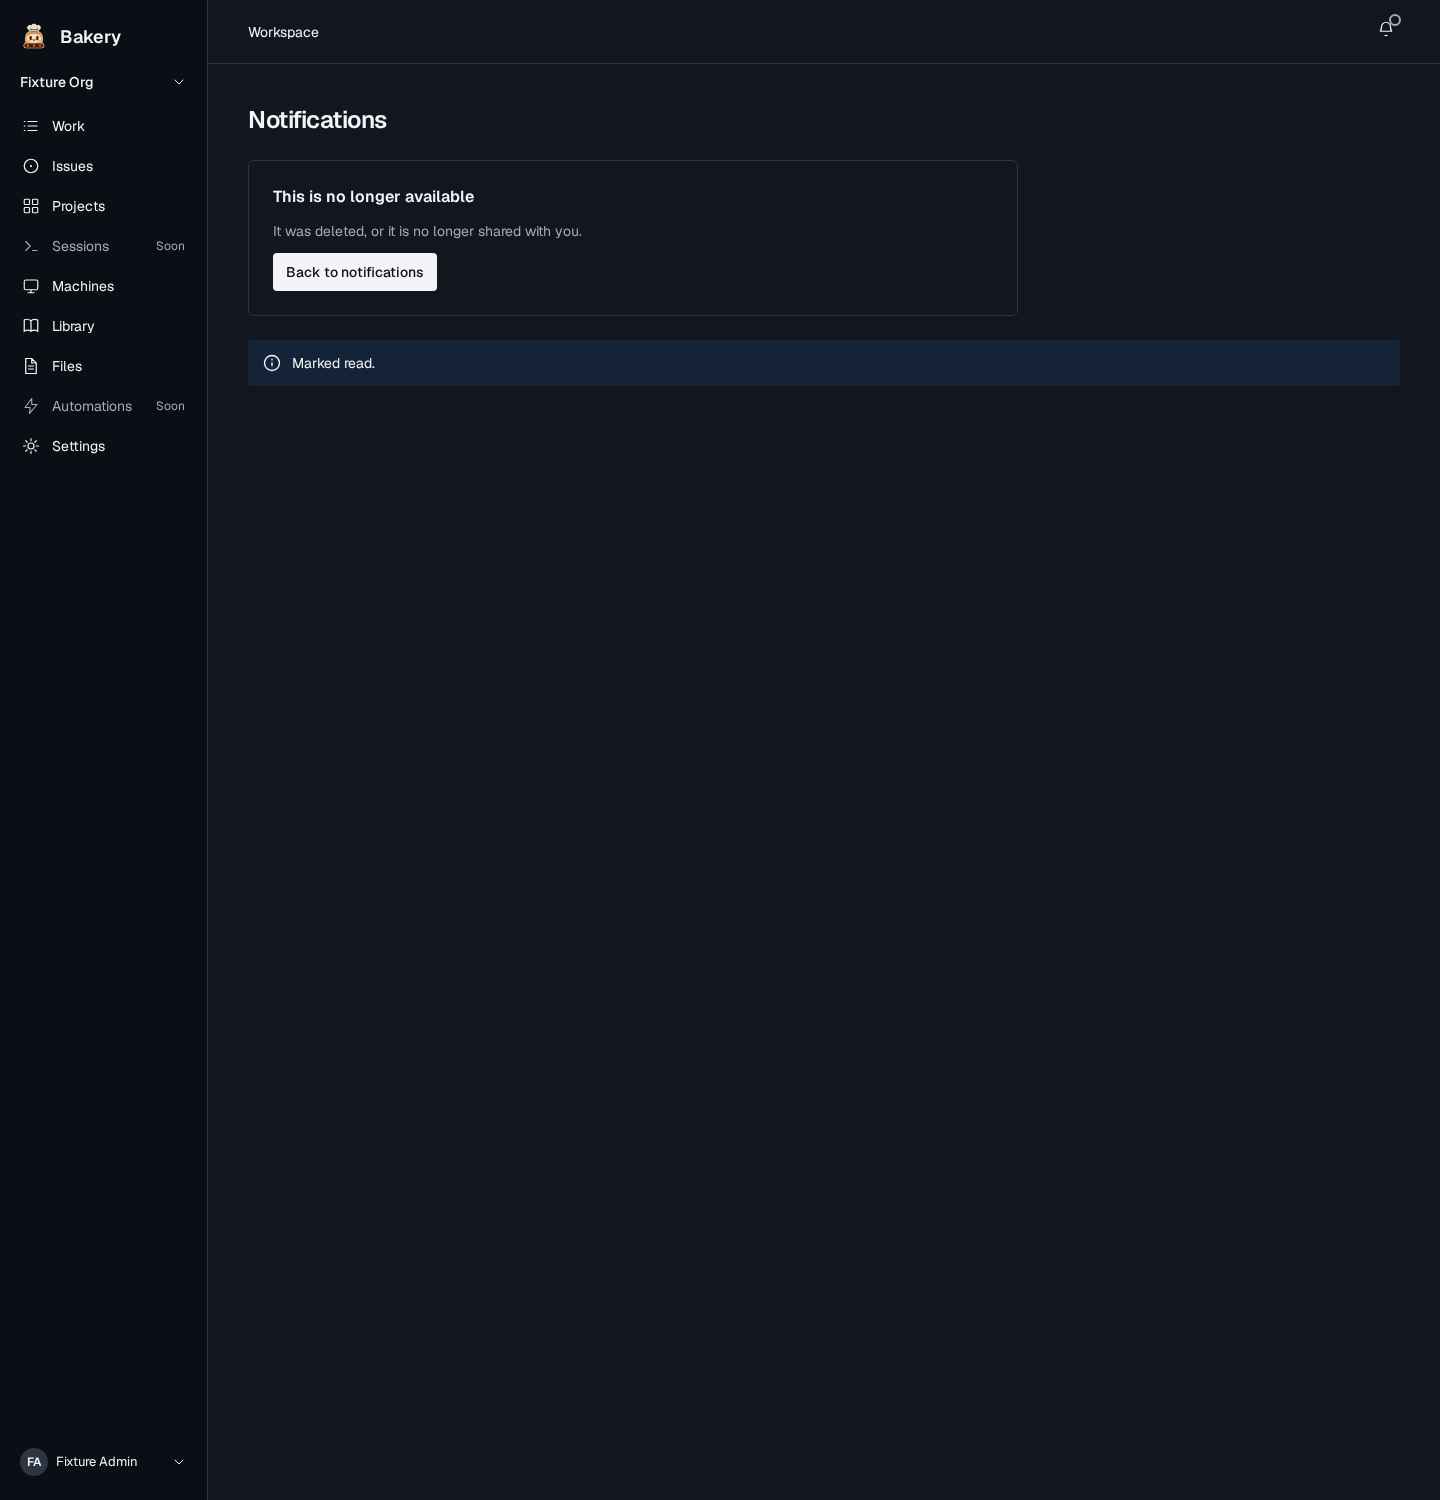 Bakery
Fixture Org
Work
Issues
Projects
Sessions Soon
Machines
Library
Files
Automations Soon
Settings
FA Fixture Admin
Workspace
Notifications
This is no longer available
It was deleted, or it is no longer shared with you.
Back to notifications
Marked read.